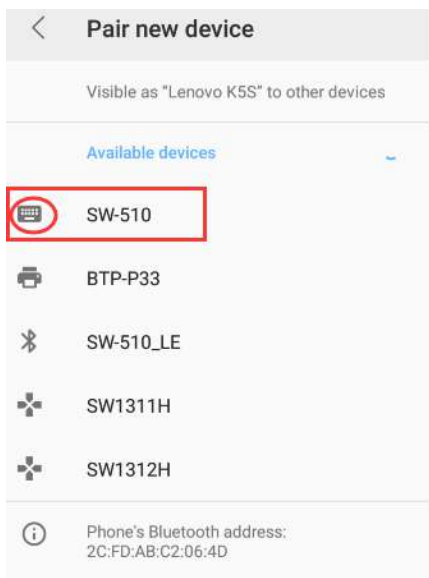 Pair new device
Visible as "Lenovo K5S" to other devices
Available devices
SW-510
BTP-P33
SW-510_LE
SW1311H
SW1312H
Phone's Bluetooth address:
2C:FD:AB:C2:06:4D